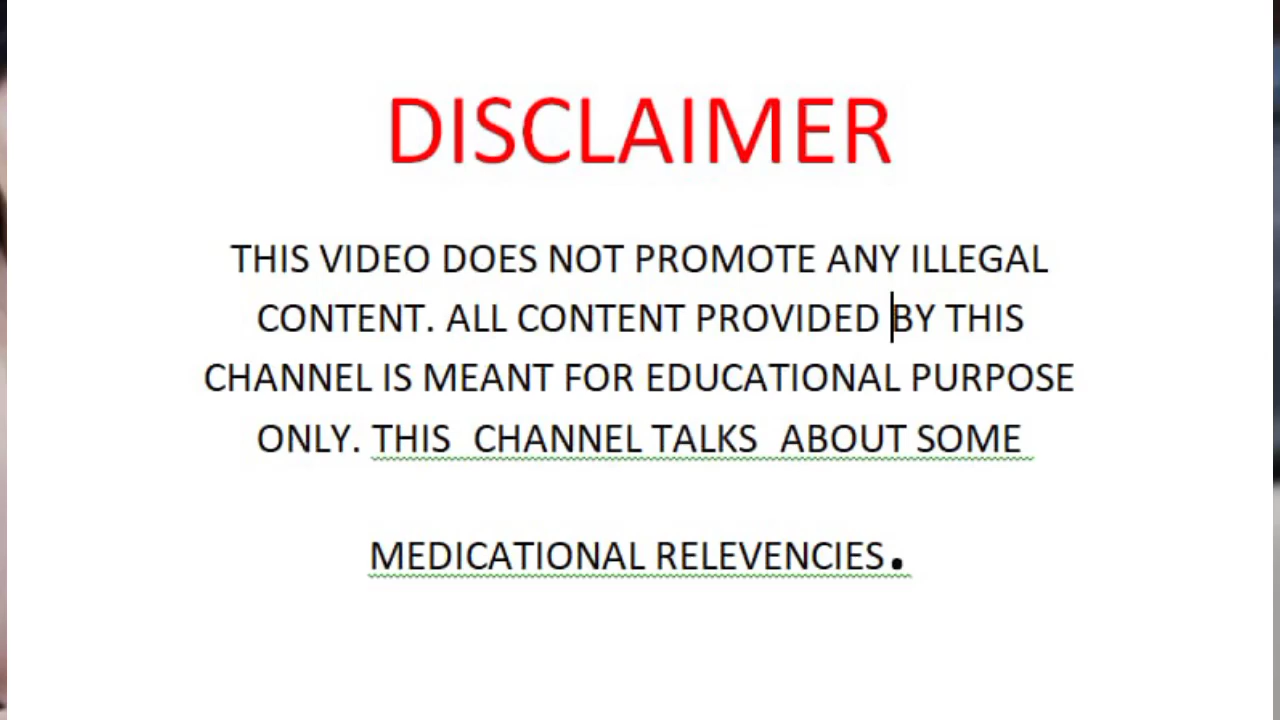 DISCLAIMER
THIS VIDEO DOES NOT PROMOTE ANY ILLEGAL
CONTENT. ALL CONTENT PROVIDED BY THIS
CHANNEL IS MEANT FOR EDUCATIONAL PURPOSE
ONLY. THIS CHANNEL TALKS ABOUT SOME
MEDICATIONAL RELEVENCIES.